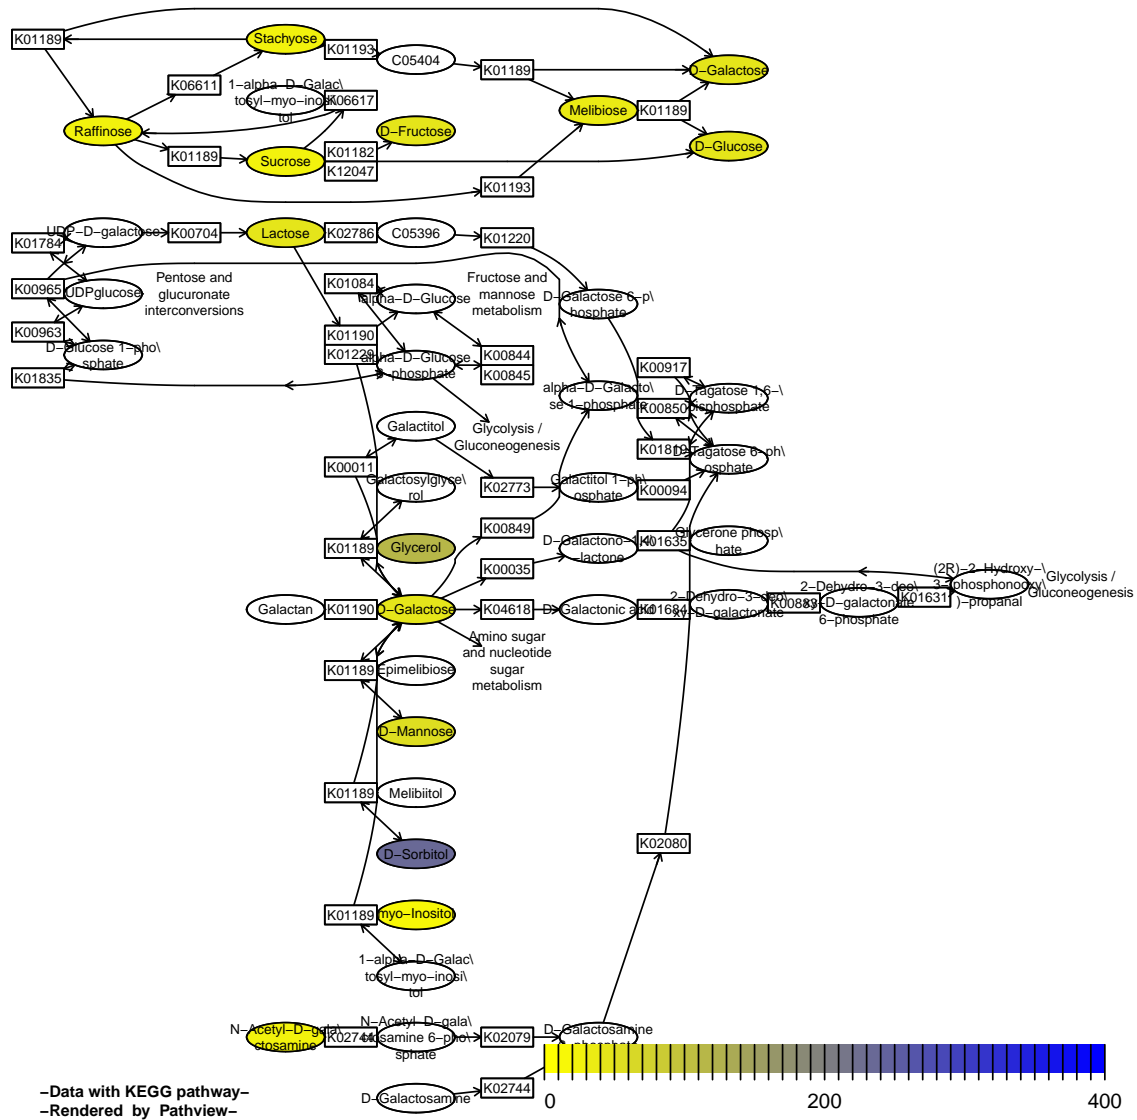 K01189
Stachyose
K01193
C05404
K01189
D−Galactose
K06611
1−alpha−D−Galac\
tosyl−myo−inosi\
tol
K06617
Melibiose
K01189
Raffinose
D−Fructose
K01189
Sucrose
K01182
K12047
D−Glucose
K01193
UDP−D−galactose
K00704
Lactose
K02786
C05396
K01220
K01784
K00965
UDPglucose
Pentose and
glucuronate
interconversions
K01084
alpha−D−Glucose
Fructose and
mannose
metabolism
D−Galactose 6−p\
hosphate
K00963
D−Glucose 1−pho\
sphate
K01190
K01229
alpha−D−Glucose
6−phosphate
K00844
K00845
K01835
alpha−D−Galacto\
se 1−phosphate
K00917
K00850
D−Tagatose 1,6−\
bisphosphate
Galactitol
Glycolysis /
Gluconeogenesis
K01819
D−Tagatose 6−ph\
osphate
K00011
Galactosylglyce\
rol
K02773
Galactitol 1−ph\
osphate
K00094
K00849
K01189
Glycerol
K00035
D−Galactono−1,4\
−lactone
K01635
Glycerone phosp\
hate
Galactan
K01190
D−Galactose
K04618
D−Galactonic acid
K01684
2−Dehydro−3−deo\
xy−D−galactonate
K00883
2−Dehydro−3−deo\
xy−D−galactonate
6−phosphate
K01631
(2R)−2−Hydroxy−\
3−(phosphonooxy\
)−propanal
Glycolysis /
Gluconeogenesis
Amino sugar
and nucleotide
sugar
metabolism
K01189
Epimelibiose
D−Mannose
K01189
Melibiitol
K02080
D−Sorbitol
K01189
myo−Inositol
1−alpha−D−Galac\
tosyl−myo−inosi\
tol
N−Acetyl−D−gala\
ctosamine
K02744
N−Acetyl−D−gala\
ctosamine 6−pho\
sphate
K02079
D−Galactosamine
D−Galactosamine
K02744
0
200
400
−Data with KEGG pathway−
−Rendered by Pathview−